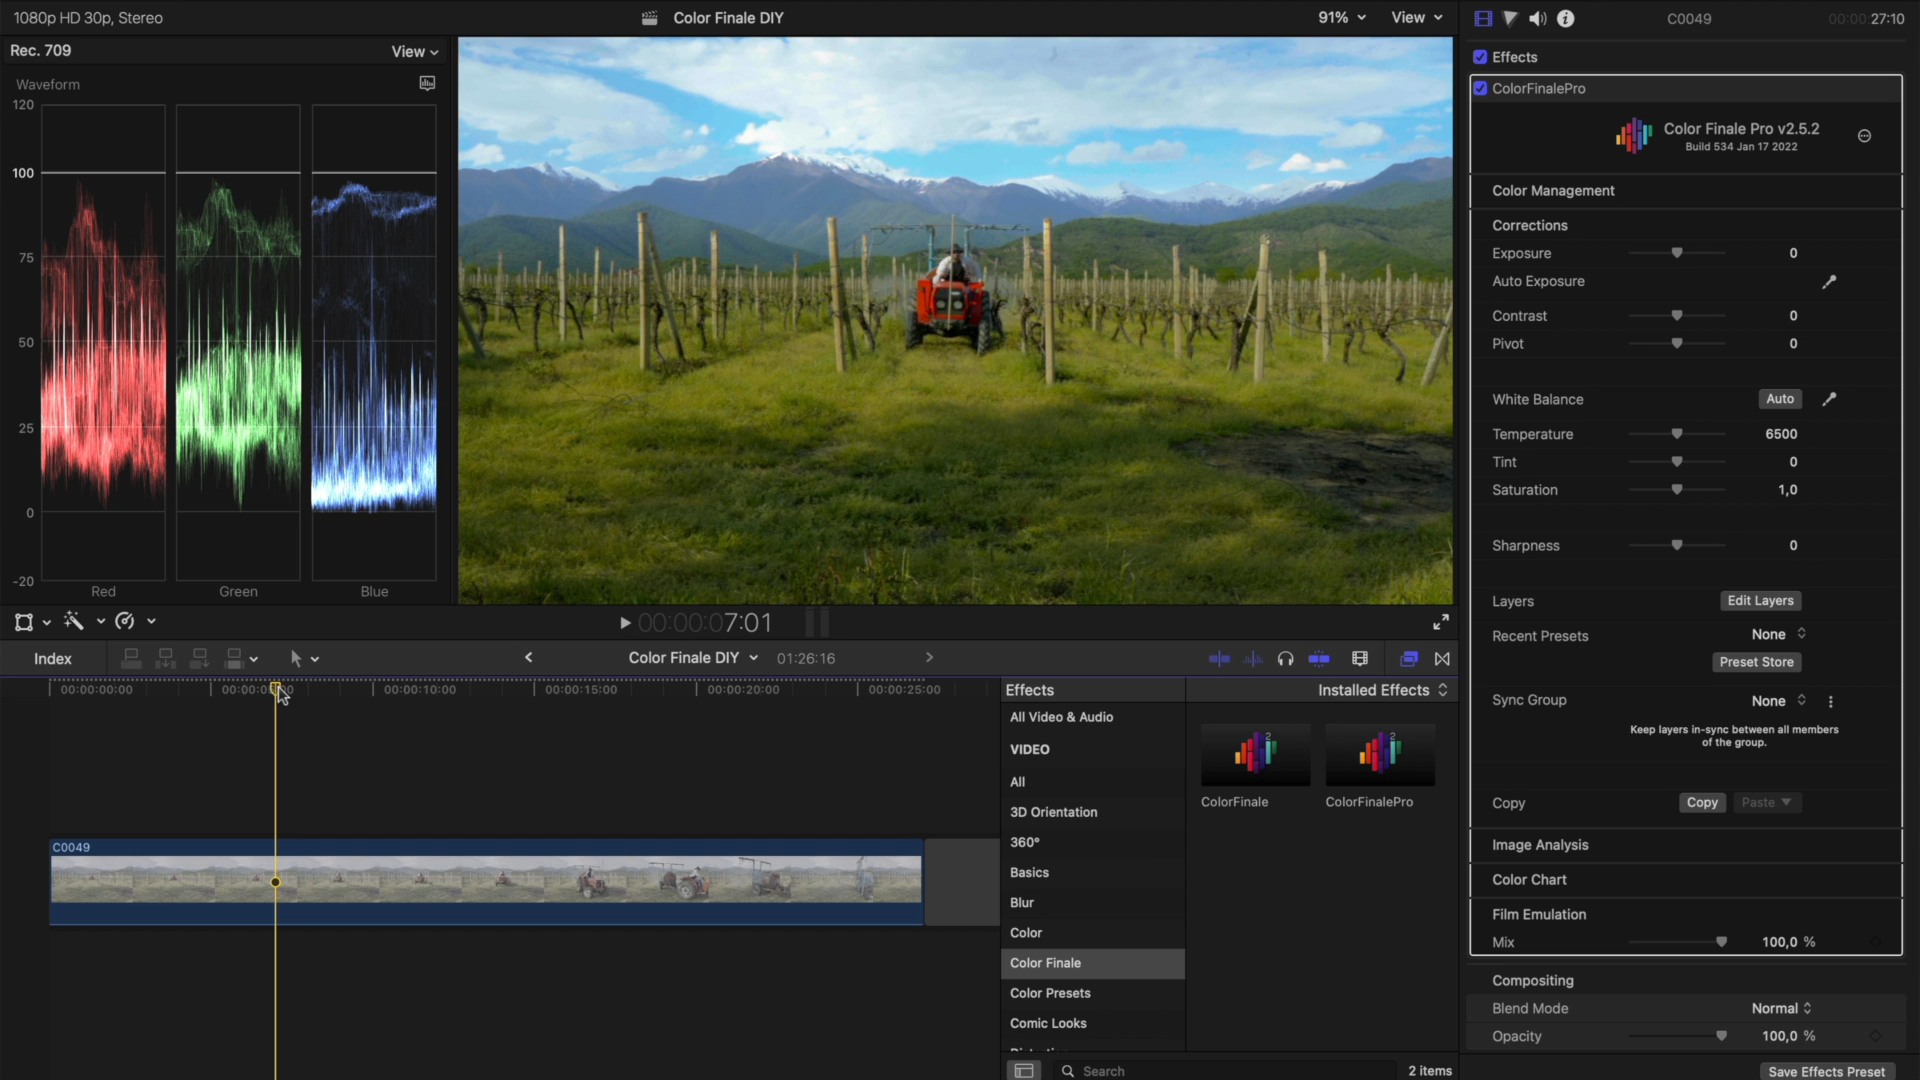 1080p HD 30p, Stereo
Color Finale DIY
91%
View
C0049
00:00:27:10
Rec. 709
View
Waveform
120
100
75
50
25
0
-20
Red
Green
Blue
Effects
ColorFinalePro
Color Finale Pro v2.5.2
Build 534 Jan 17 2022
Color Management
Corrections
Exposure 0
Auto Exposure
Contrast 0
Pivot 0
White Balance Auto
Temperature 6500
Tint 0
Saturation 1,0
Sharpness 0
Layers Edit Layers
Recent Presets None
Preset Store
Sync Group None
Keep layers in-sync between all members
of the group.
Copy Copy Paste
Image Analysis
Color Chart
Film Emulation
Mix 100,0 %
Compositing
Blend Mode Normal
Opacity 100,0 %
Save Effects Preset
00:00:07:01
Index
Color Finale DIY
01:26:16
00:00:00:00
00:00:10:00
00:00:15:00
00:00:20:00
00:00:25:00
C0049
Effects
Installed Effects
All Video & Audio
VIDEO
All
3D Orientation
360°
Basics
Blur
Color
Color Finale
Color Presets
Comic Looks
2
ColorFinale
2
ColorFinalePro
Search
2 items